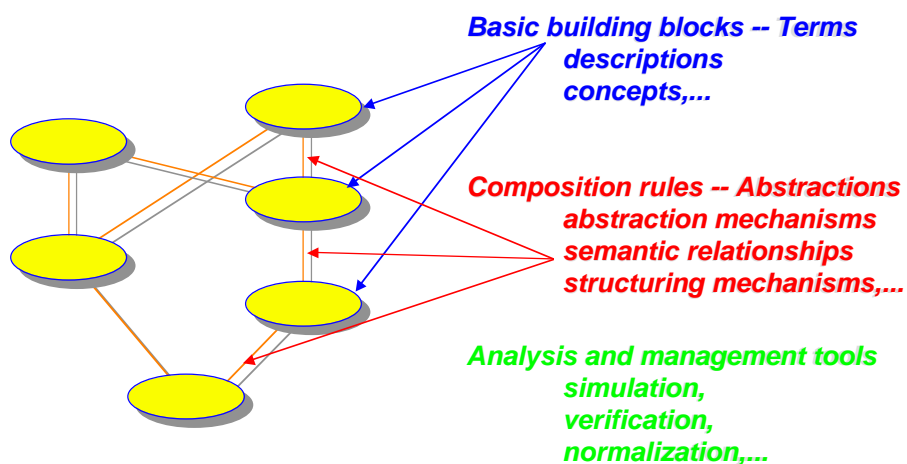 Basic building blocks -- Terms
descriptions
concepts,...
Composition rules -- Abstractions
abstraction mechanisms
semantic relationships
structuring mechanisms,...
Analysis and management tools
simulation,
verification,
normalization,...